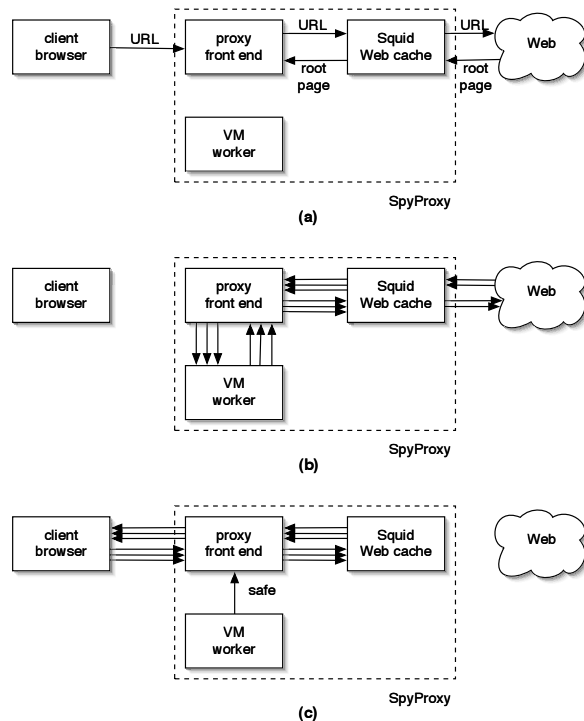 client
browser
URL
proxy
front end
URL
root
page
Squid
Web cache
URL
root
page
Web
VM
worker
SpyProxy
(a)
client
browser
proxy
front end
Squid
Web cache
Web
VM
worker
SpyProxy
(b)
client
browser
proxy
front end
Squid
Web cache
Web
safe
VM
worker
SpyProxy
(c)